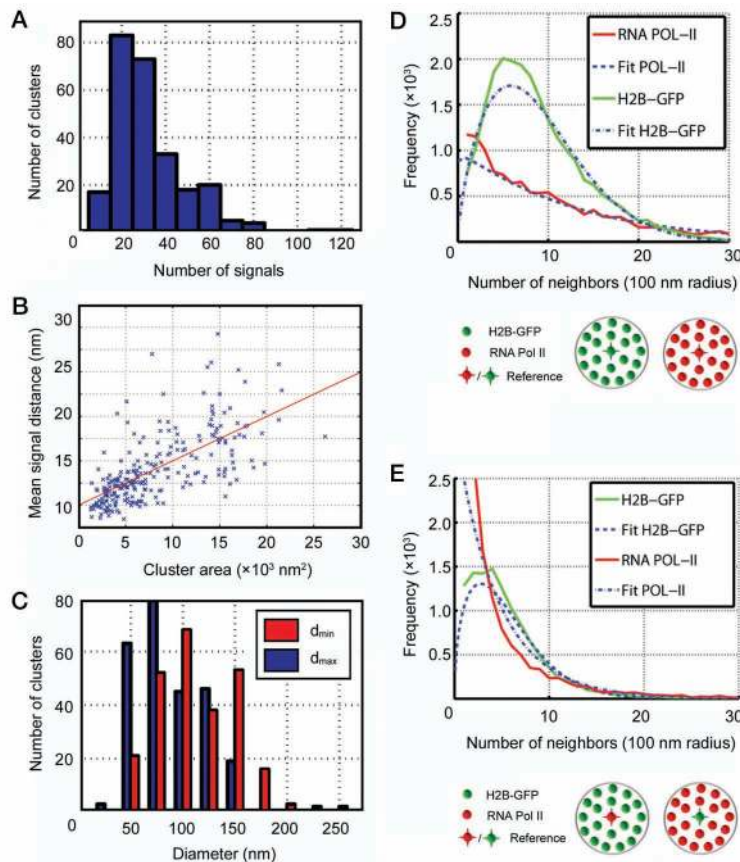 A
Number of clusters
80
60
40
20
20 40 60 80 100 120
Number of signals
B
Mean signal distance (nm)
30
25
20
15
10
0 5 10 15 20 25 30
Cluster area (×10³ nm²)
C
Number of clusters
80
60
40
20
dmin
dmax
50 100 150 200 250
Diameter (nm)
D
Frequency (×10³)
2.5
2.0
1.5
1.0
0.5
RNA POL–II
Fit POL–II
H2B–GFP
Fit H2B–GFP
0 10 20 30
Number of neighbors (100 nm radius)
H2B-GFP
RNA Pol II
/ Reference
E
Frequency (×10³)
2.5
2.0
1.5
1.0
0.5
H2B–GFP
Fit H2B–GFP
RNA POL–II
Fit POL–II
0 10 20 30
Number of neighbors (100 nm radius)
H2B-GFP
RNA Pol II
/ Reference